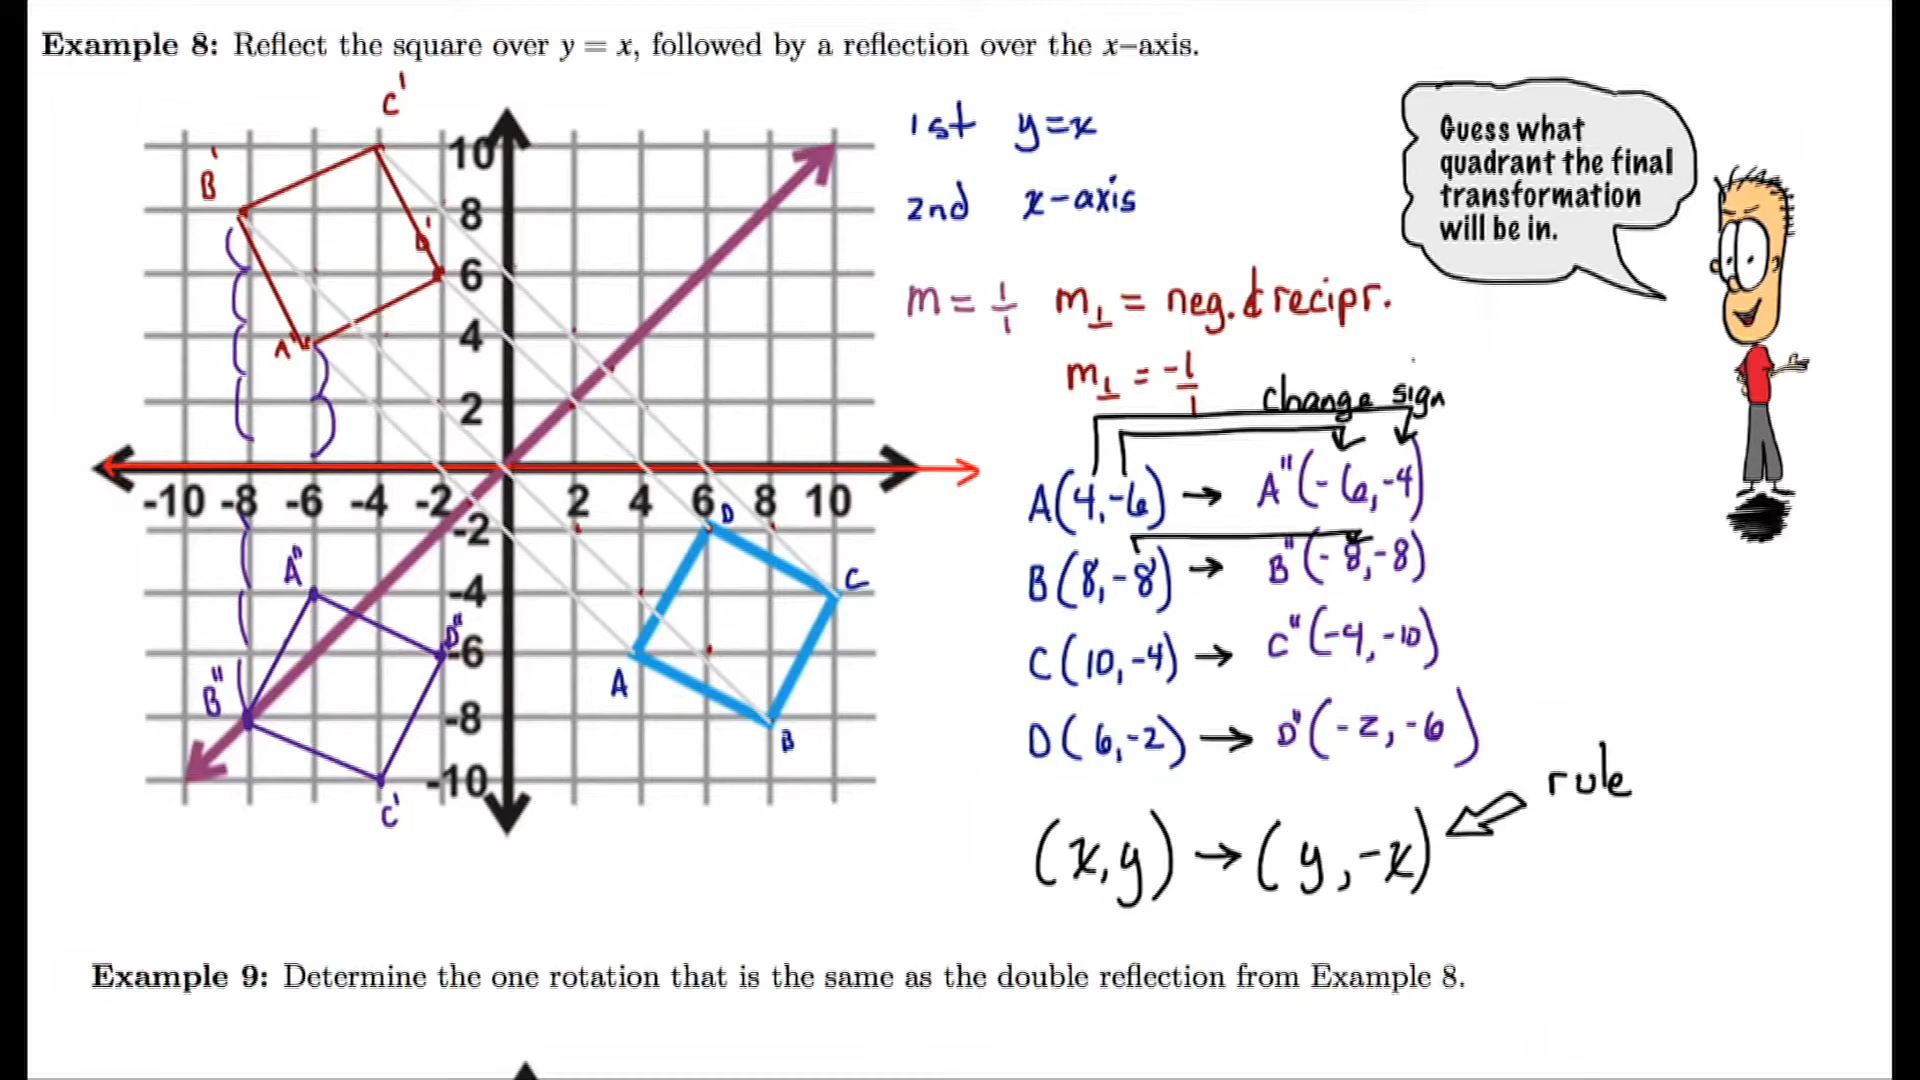 Example 8: Reflect the square over y = x, followed by a reflection over the x–axis.
C'
B'
D'
A'
10
8
6
4
2
-10 -8 -6 -4 -2 2 4 6 8 10
-2
-4
-6
-8
-10
A"
D"
B"
C'
D
C
A
B
1st y=x
2nd x-axis
m = 1/1 m⊥ = neg. & recipr.
m⊥ = -1/1
change sign
A(4,-6) → A"(-6,-4)
B(8,-8) → B"(-8,-8)
C(10,-4) → C"(-4,-10)
D(6,-2) → D"(-2,-6)
(x,y) → (y,-x)
rule
Guess what
quadrant the final
transformation
will be in.
Example 9: Determine the one rotation that is the same as the double reflection from Example 8.